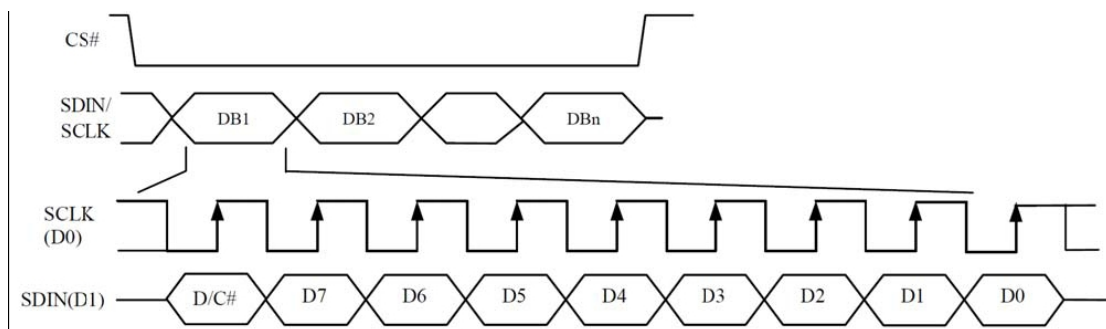 CS#
SDIN/
SCLK
DB1 DB2 DBn
SCLK
(D0)
SDIN(D1) D/C# D7 D6 D5 D4 D3 D2 D1 D0